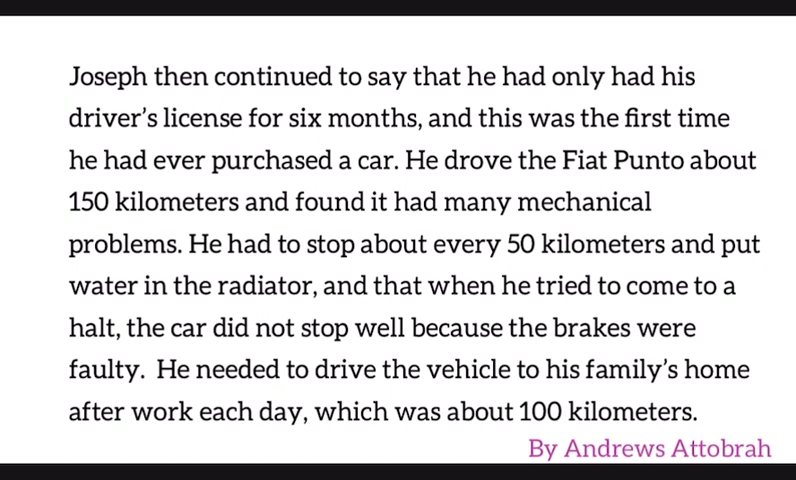 Joseph then continued to say that he had only had his
driver's license for six months, and this was the first time
he had ever purchased a car. He drove the Fiat Punto about
150 kilometers and found it had many mechanical
problems. He had to stop about every 50 kilometers and put
water in the radiator, and that when he tried to come to a
halt, the car did not stop well because the brakes were
faulty.  He needed to drive the vehicle to his family's home
after work each day, which was about 100 kilometers.
By Andrews Attobrah